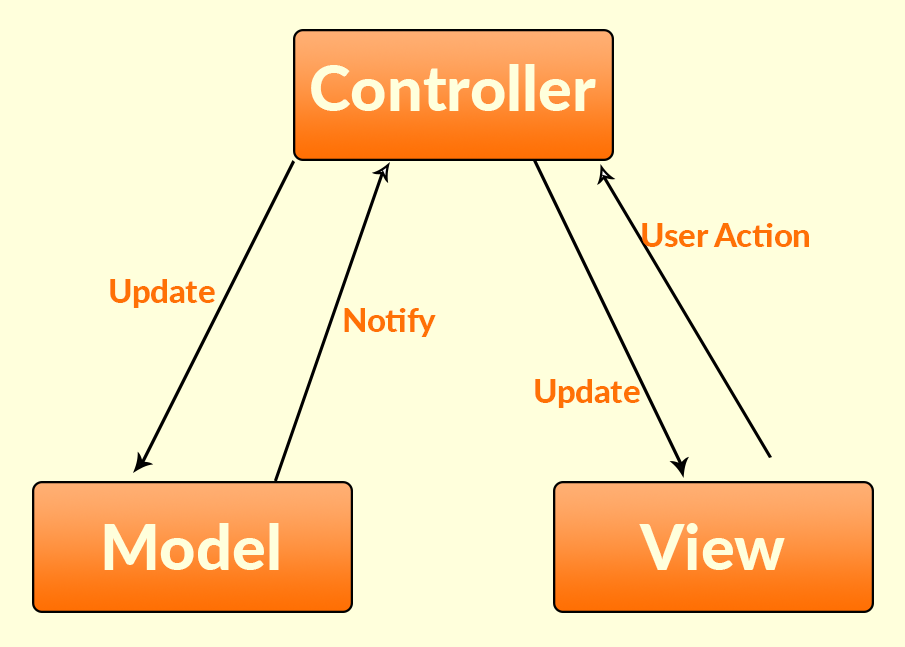 Controller
User Action
Update
Notify
Update
Model
View